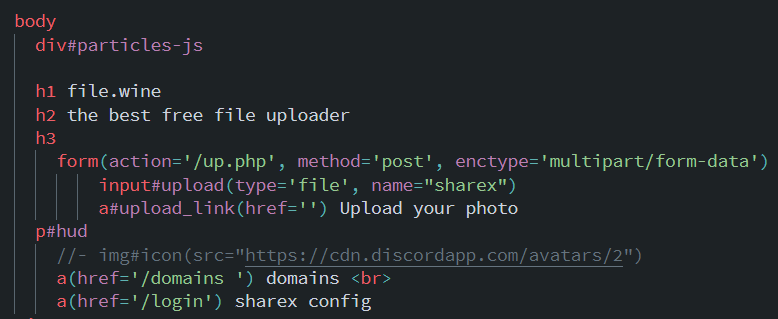 body
div#particles-js
h1 file.wine
h2 the best free file uploader
h3
form(action='/up.php', method='post', enctype='multipart/form-data')
input#upload(type='file', name="sharex")
a#upload_link(href='') Upload your photo
p#hud
//- img#icon(src="https://cdn.discordapp.com/avatars/2")
a(href='/domains ') domains <br>
a(href='/login') sharex config